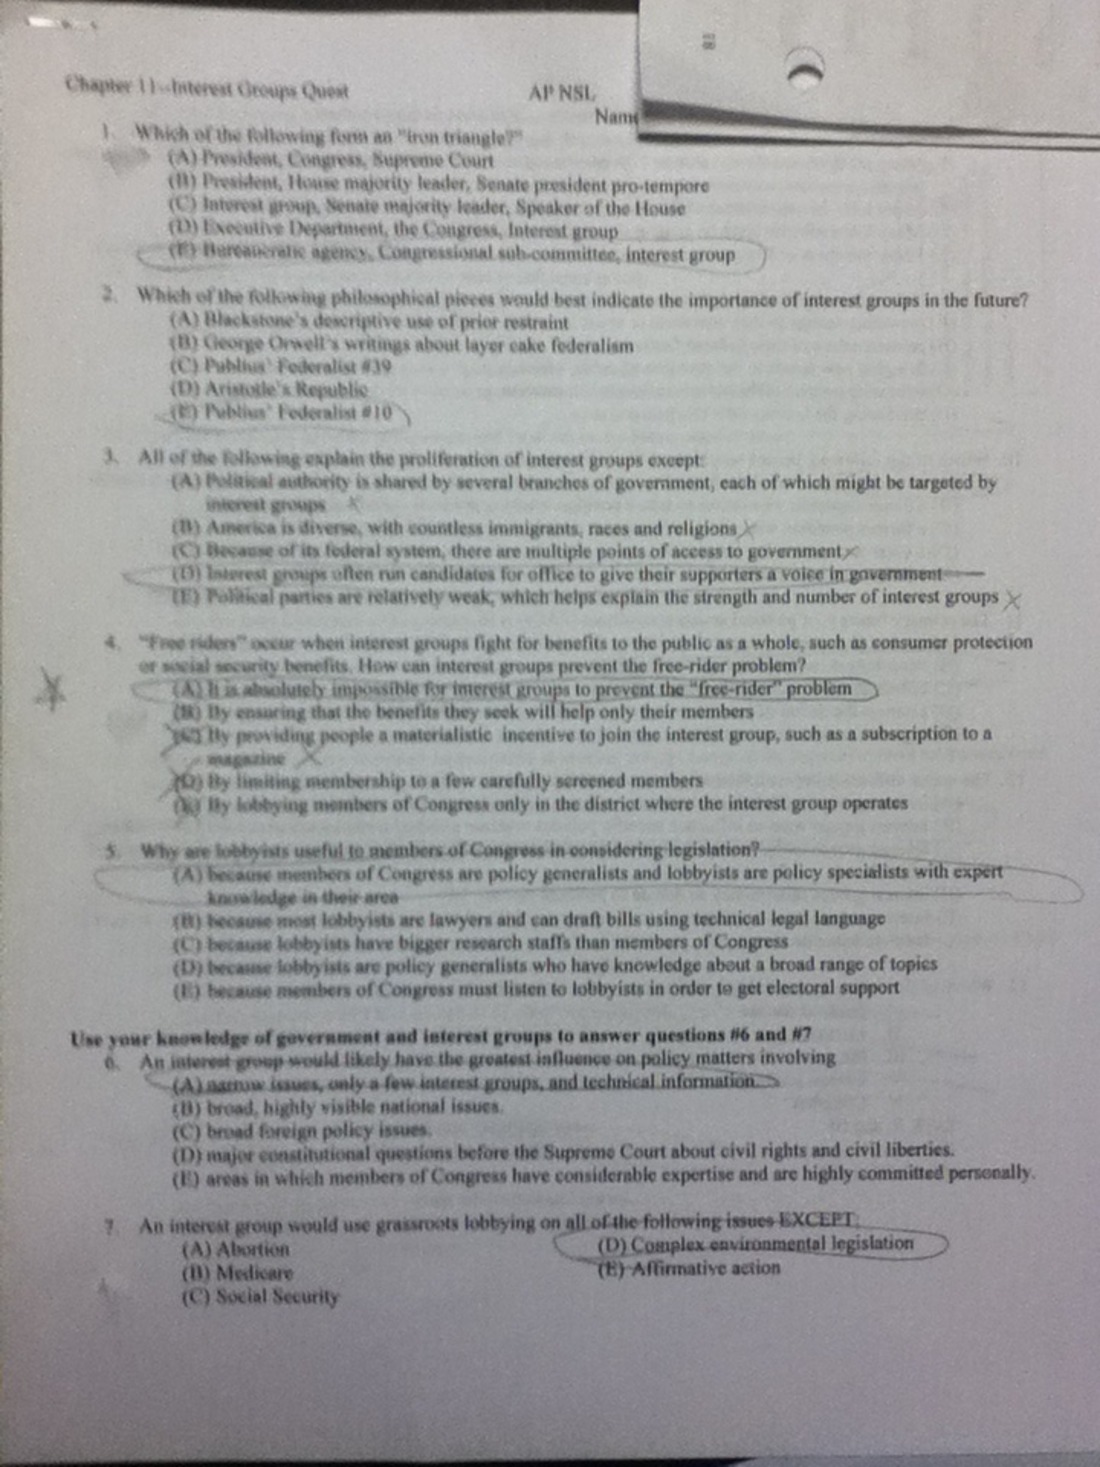 Chapter 11--Interest Groups Quest
AP NSL
Name
1. Which of the following form an "iron triangle?"
(A) President, Congress, Supreme Court
(B) President, House majority leader, Senate president pro-tempore
(C) Interest group, Senate majority leader, Speaker of the House
(D) Executive Department, the Congress, Interest group
(E) Bureaucratic agency, Congressional sub-committee, interest group
2. Which of the following philosophical pieces would best indicate the importance of interest groups in the future?
(A) Blackstone's descriptive use of prior restraint
(B) George Orwell's writings about layer cake federalism
(C) Publius' Federalist #39
(D) Aristotle's Republic
(E) Publius' Federalist #10
3. All of the following explain the proliferation of interest groups except:
(A) Political authority is shared by several branches of government, each of which might be targeted by
interest groups
(B) America is diverse, with countless immigrants, races and religions
(C) Because of its federal system, there are multiple points of access to government
(D) Interest groups often run candidates for office to give their supporters a voice in government
(E) Political parties are relatively weak, which helps explain the strength and number of interest groups
4. "Free riders" occur when interest groups fight for benefits to the public as a whole, such as consumer protection
or social security benefits. How can interest groups prevent the free-rider problem?
(A) It is absolutely impossible for interest groups to prevent the "free-rider" problem
(B) By ensuring that the benefits they seek will help only their members
(C) By providing people a materialistic incentive to join the interest group, such as a subscription to a
magazine
(D) By limiting membership to a few carefully screened members
(E) By lobbying members of Congress only in the district where the interest group operates
5. Why are lobbyists useful to members of Congress in considering legislation?
(A) because members of Congress are policy generalists and lobbyists are policy specialists with expert
knowledge in their area
(B) because most lobbyists are lawyers and can draft bills using technical legal language
(C) because lobbyists have bigger research staffs than members of Congress
(D) because lobbyists are policy generalists who have knowledge about a broad range of topics
(E) because members of Congress must listen to lobbyists in order to get electoral support
Use your knowledge of government and interest groups to answer questions #6 and #7
6. An interest group would likely have the greatest influence on policy matters involving
(A) narrow issues, only a few interest groups, and technical information.
(B) broad, highly visible national issues.
(C) broad foreign policy issues.
(D) major constitutional questions before the Supreme Court about civil rights and civil liberties.
(E) areas in which members of Congress have considerable expertise and are highly committed personally.
7. An interest group would use grassroots lobbying on all of the following issues EXCEPT:
(A) Abortion
(D) Complex environmental legislation
(B) Medicare
(E) Affirmative action
(C) Social Security